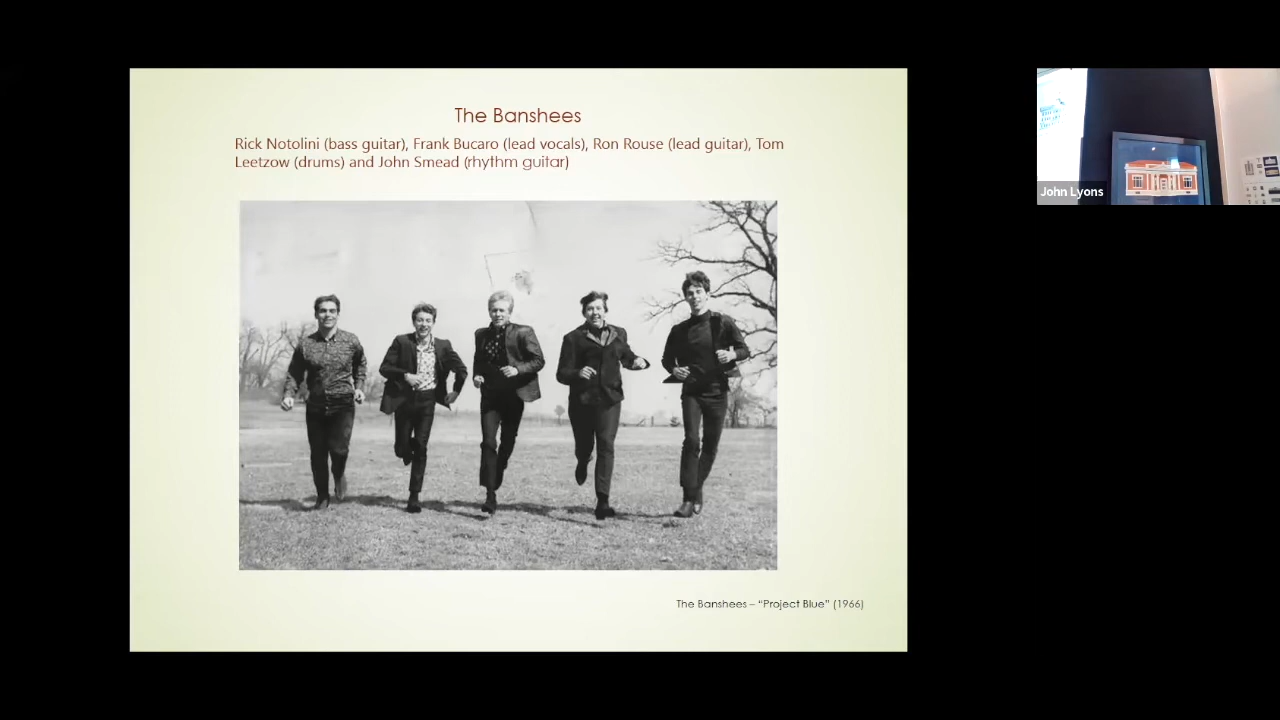 The Banshees
Rick Notolini (bass guitar), Frank Bucaro (lead vocals), Ron Rouse (lead guitar), Tom
Leetzow (drums) and John Smead (rhythm guitar)
The Banshees – “Project Blue” (1966)
John Lyons